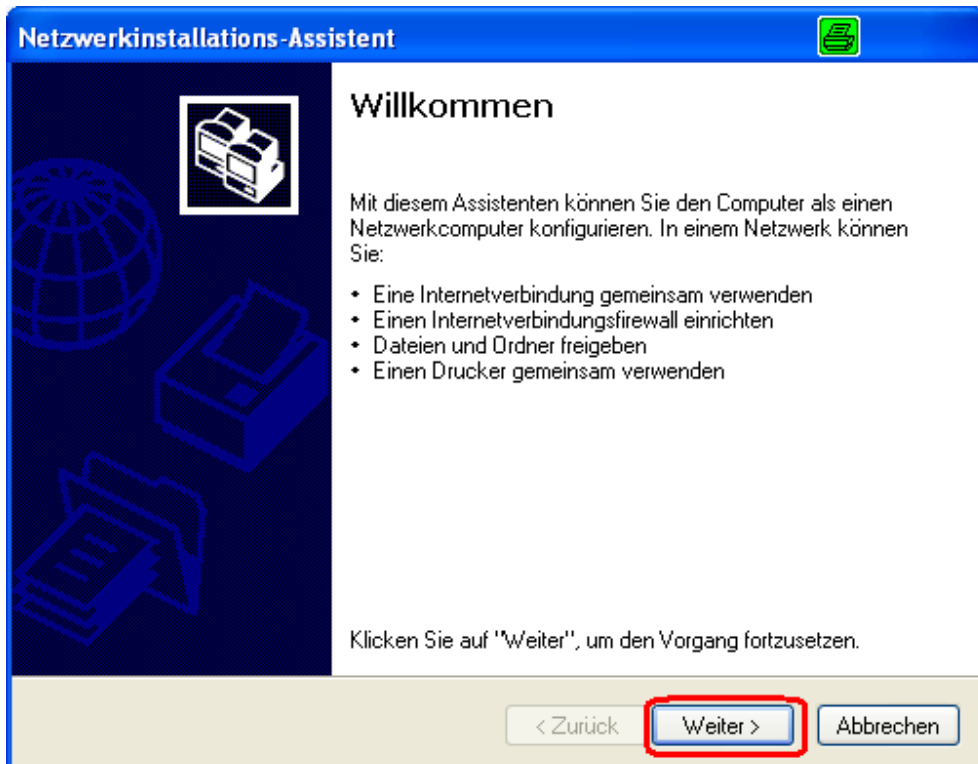 Netzwerkinstallations-Assistent
Willkommen
Mit diesem Assistenten können Sie den Computer als einen
Netzwerkcomputer konfigurieren. In einem Netzwerk können
Sie:
• Eine Internetverbindung gemeinsam verwenden
• Einen Internetverbindungsfirewall einrichten
• Dateien und Ordner freigeben
• Einen Drucker gemeinsam verwenden
Klicken Sie auf "Weiter", um den Vorgang fortzusetzen.
< Zurück Weiter > Abbrechen